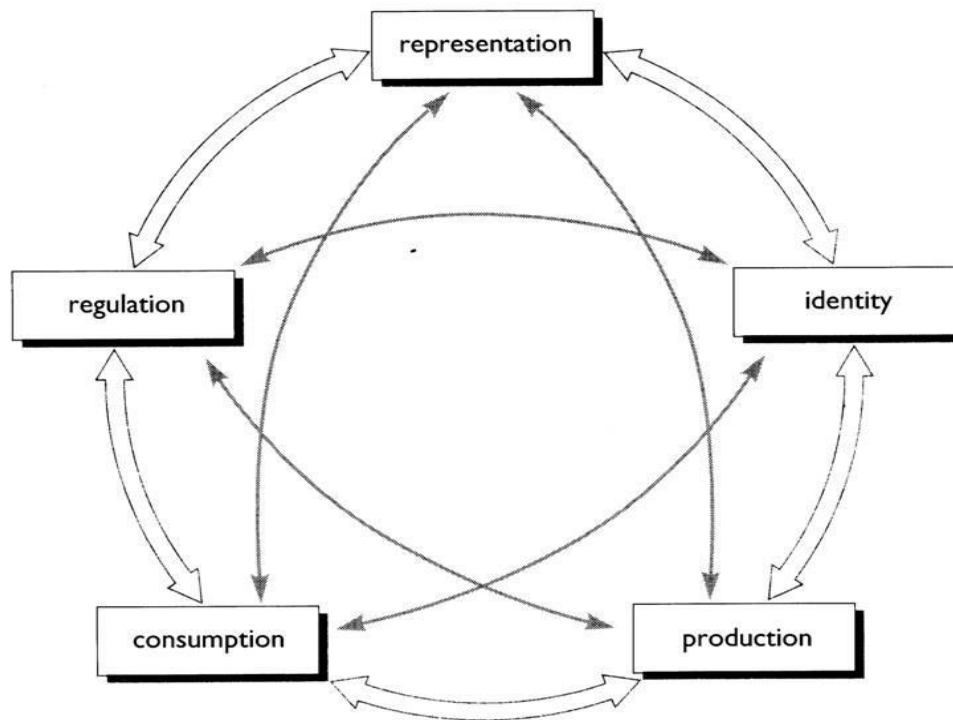 representation
regulation
identity
consumption
production